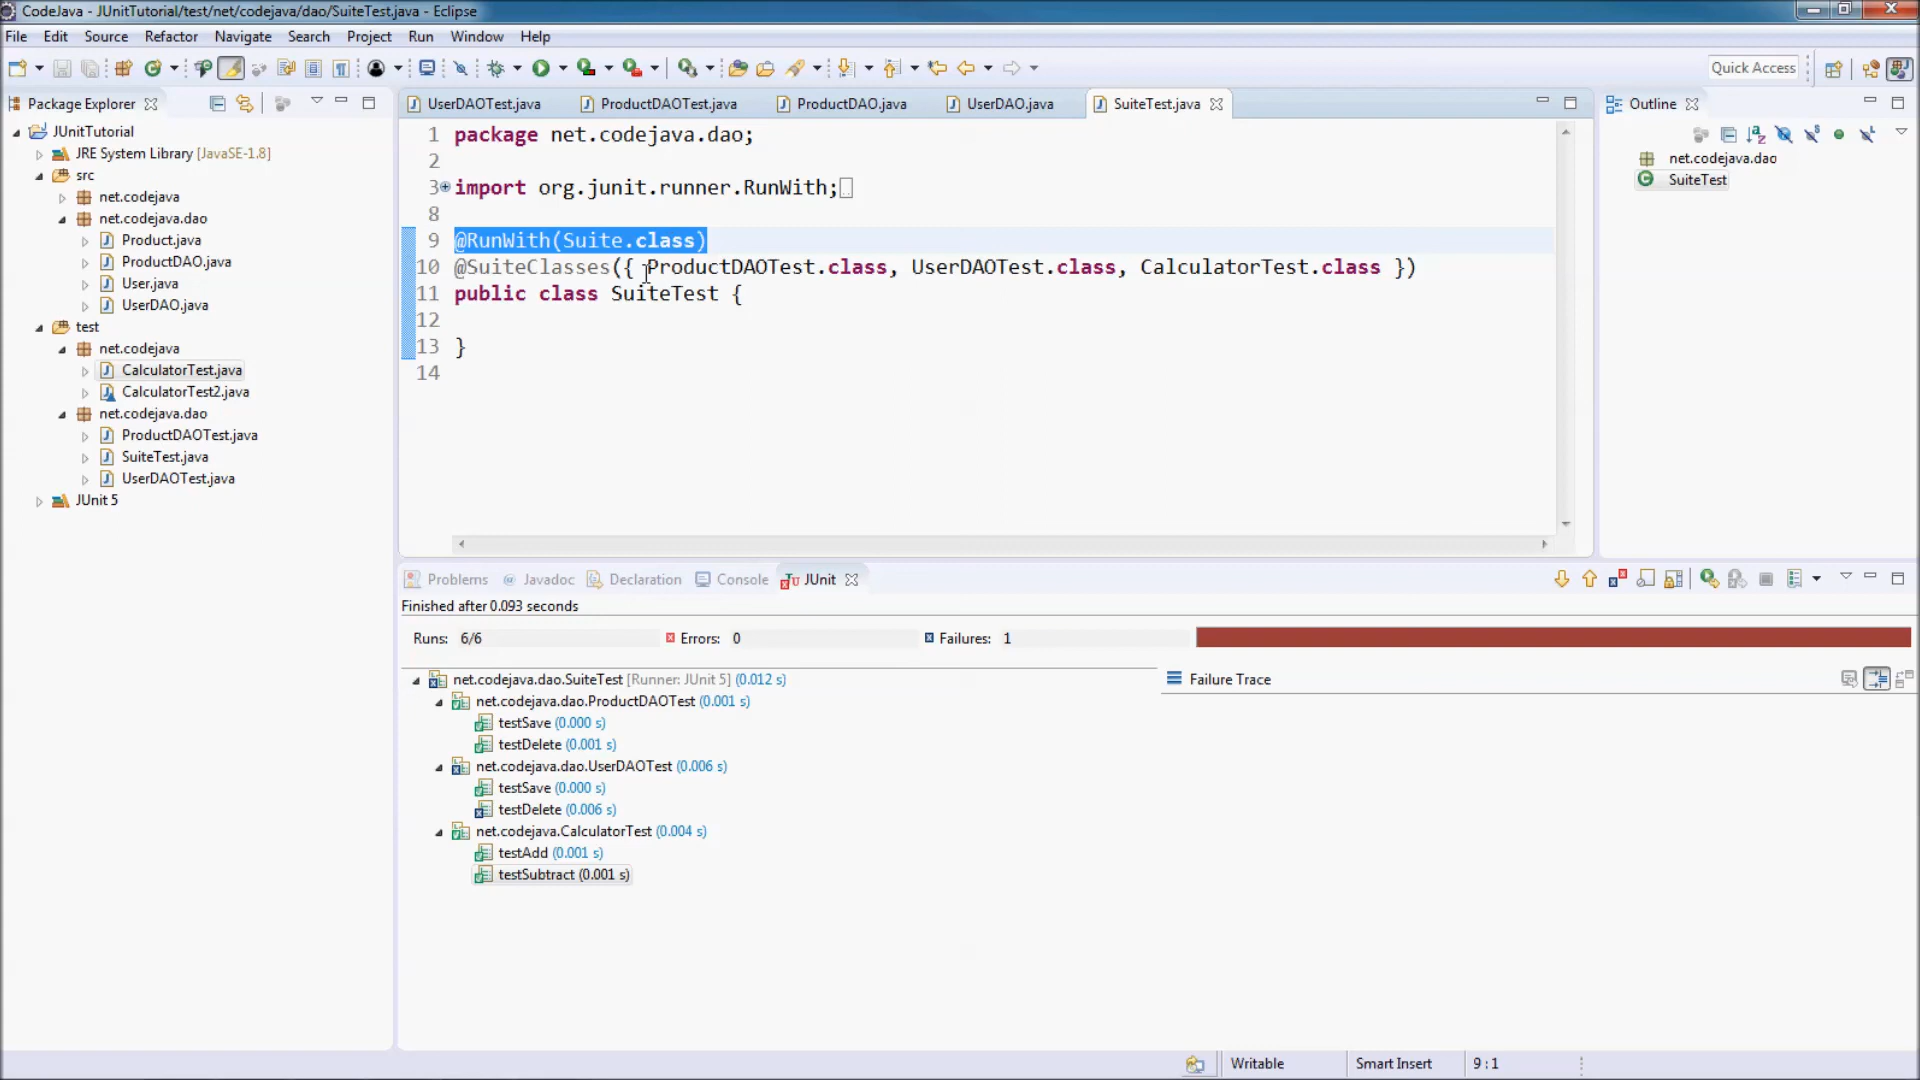 CodeJava - JUnitTutorial/test/net/codejava/dao/SuiteTest.java - Eclipse
File Edit Source Refactor Navigate Search Project Run Window Help
Quick Access
Package Explorer
JUnitTutorial
JRE System Library [JavaSE-1.8]
src
net.codejava
net.codejava.dao
Product.java
ProductDAO.java
User.java
UserDAO.java
test
net.codejava
CalculatorTest.java
CalculatorTest2.java
net.codejava.dao
ProductDAOTest.java
SuiteTest.java
UserDAOTest.java
JUnit 5
UserDAOTest.java ProductDAOTest.java ProductDAO.java UserDAO.java SuiteTest.java
1 package net.codejava.dao;
2
3 import org.junit.runner.RunWith;
8
9 @RunWith(Suite.class)
10 @SuiteClasses({ ProductDAOTest.class, UserDAOTest.class, CalculatorTest.class })
11 public class SuiteTest {
12
13 }
14
Outline
net.codejava.dao
SuiteTest
Problems @ Javadoc Declaration Console JUnit
Finished after 0.093 seconds
Runs: 6/6 Errors: 0 Failures: 1
net.codejava.dao.SuiteTest [Runner: JUnit 5] (0.012 s)
net.codejava.dao.ProductDAOTest (0.001 s)
testSave (0.000 s)
testDelete (0.001 s)
net.codejava.dao.UserDAOTest (0.006 s)
testSave (0.000 s)
testDelete (0.006 s)
net.codejava.CalculatorTest (0.004 s)
testAdd (0.001 s)
testSubtract (0.001 s)
Failure Trace
Writable Smart Insert 9 : 1